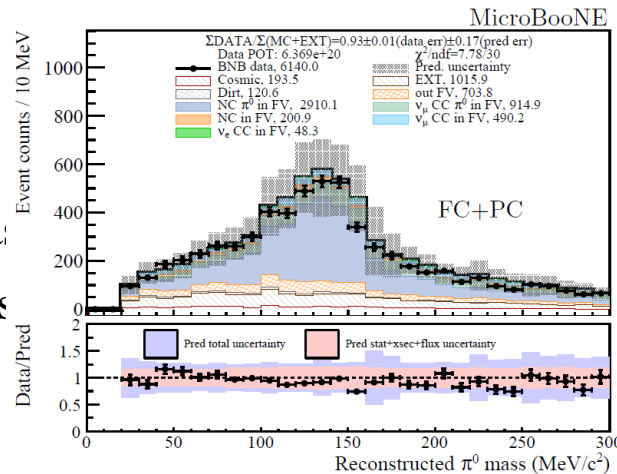 MicroBooNE
ΣDATA/Σ(MC+EXT)=0.93±0.01(data err)±0.17(pred err)
Data POT: 6.369e+20 χ²/ndf=7.78/30
BNB data, 6140.0 Pred. uncertainty
Cosmic, 193.5 EXT, 1015.9
Dirt, 120.6 out FV, 703.8
NC π⁰ in FV, 2910.1 νμ CC π⁰ in FV, 914.9
NC in FV, 200.9 νμ CC in FV, 490.2
νe CC in FV, 48.3
FC+PC
Event counts / 10 MeV
1000
800
600
400
200
0
Pred total uncertainty Pred stat+xsec+flux uncertainty
Data/Pred
2
1.5
1
0.5
0
0 50 100 150 200 250 300
Reconstructed π⁰ mass (MeV/c²)